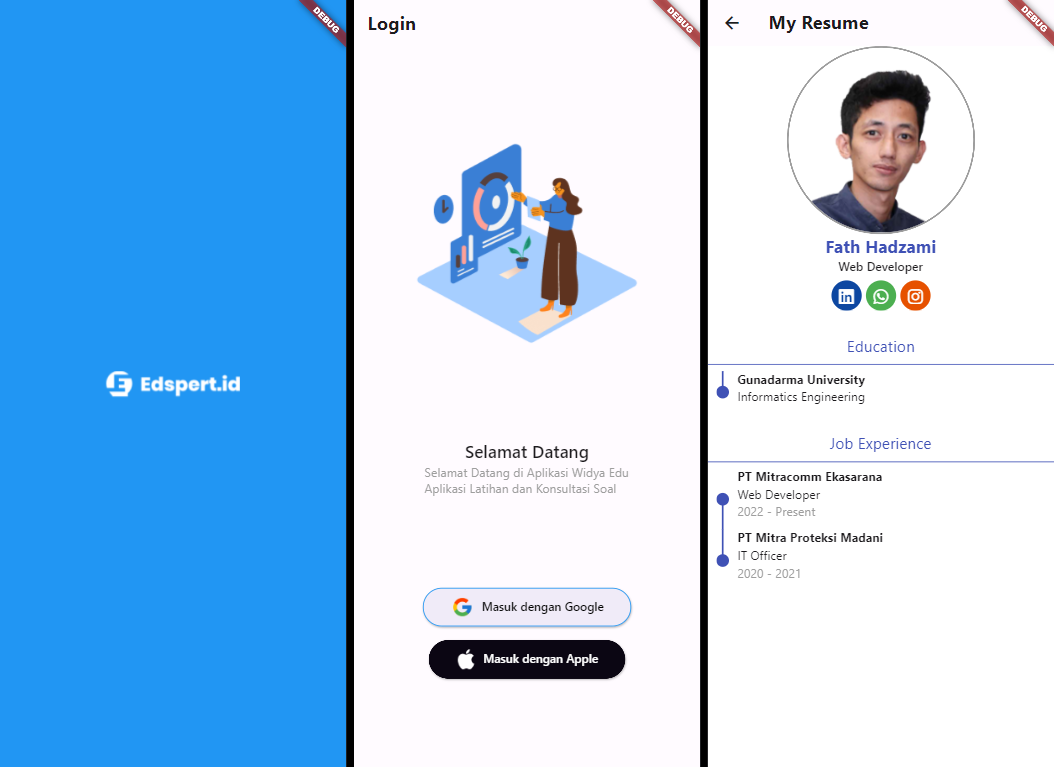 DEBUG
Edspert.id
Login
DEBUG
Selamat Datang
Selamat Datang di Aplikasi Widya Edu
Aplikasi Latihan dan Konsultasi Soal
Masuk dengan Google
Masuk dengan Apple
My Resume
DEBUG
Fath Hadzami
Web Developer
in
Education
Gunadarma University
Informatics Engineering
Job Experience
PT Mitracomm Ekasarana
Web Developer
2022 - Present
PT Mitra Proteksi Madani
IT Officer
2020 - 2021